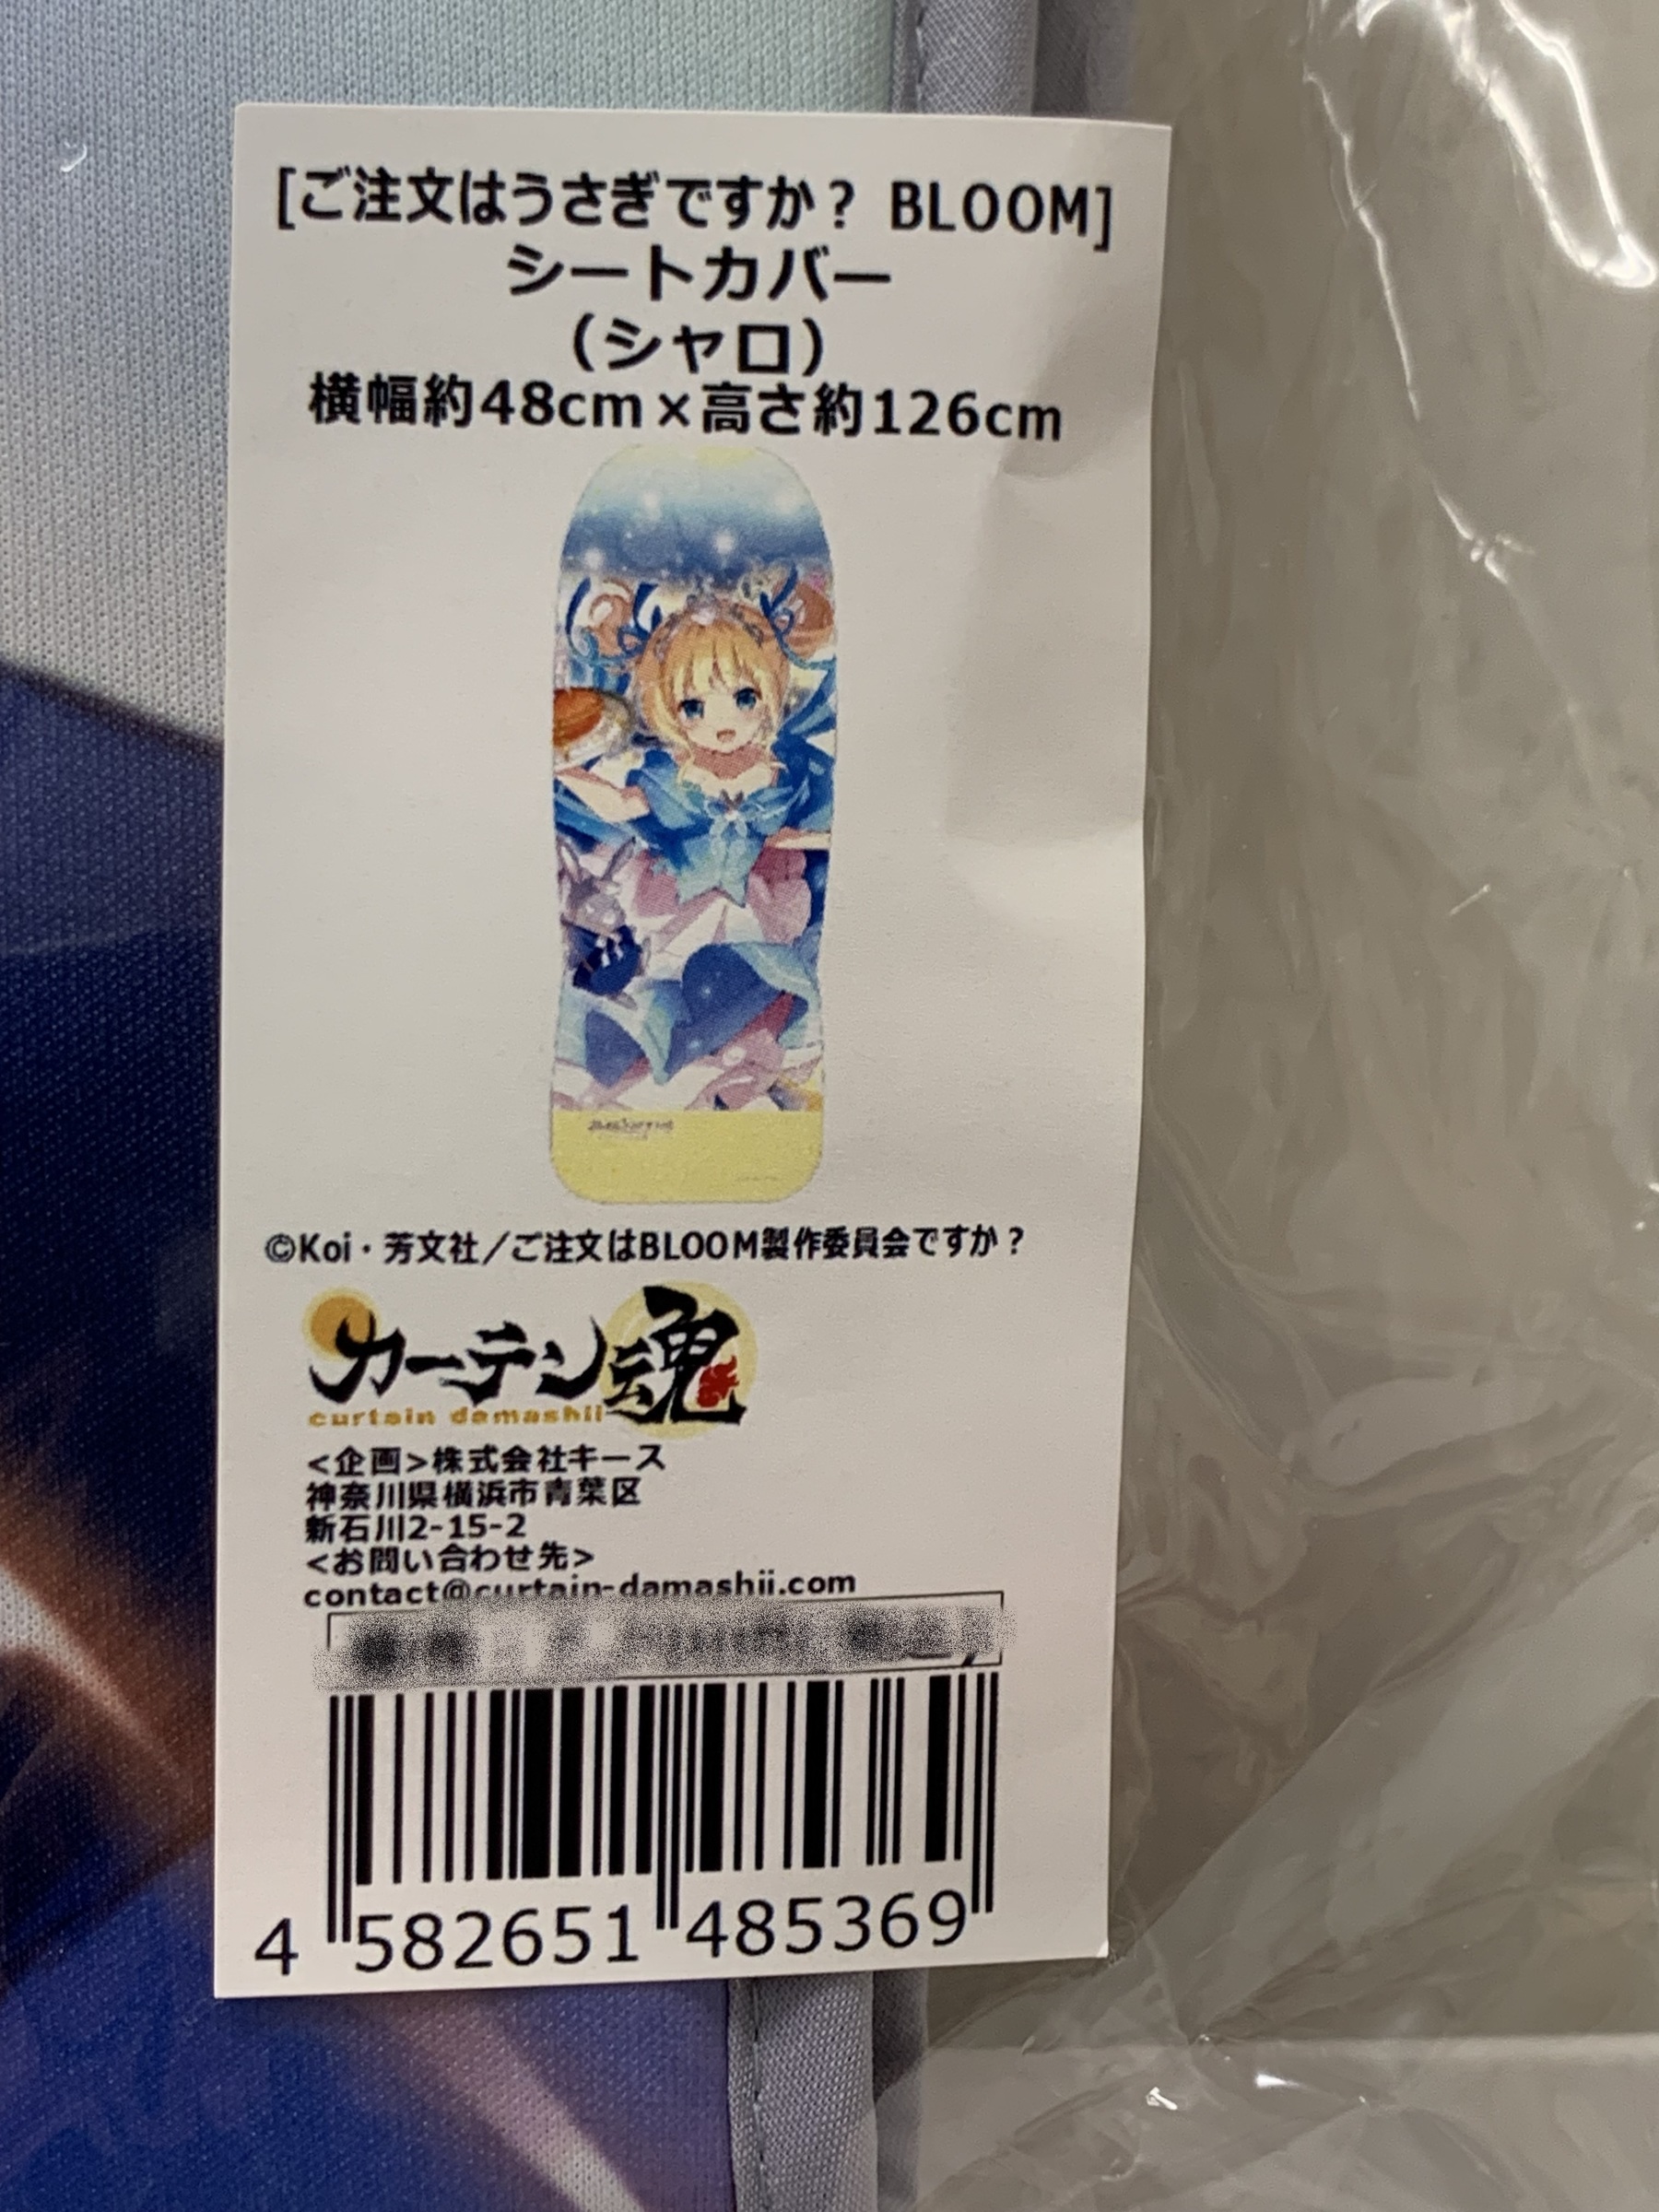 [ご注文はうさぎですか？ BLOOM]
シートカバー
（シャロ）
横幅約48cm×高さ約126cm
©Koi・芳文社／ご注文はBLOOM製作委員会ですか？
カーテン魂
curtain damashii
<企画>株式会社キース
神奈川県横浜市青葉区
新石川2-15-2
<お問い合わせ先>
contact@curtain-damashii.com
4 582651 485369